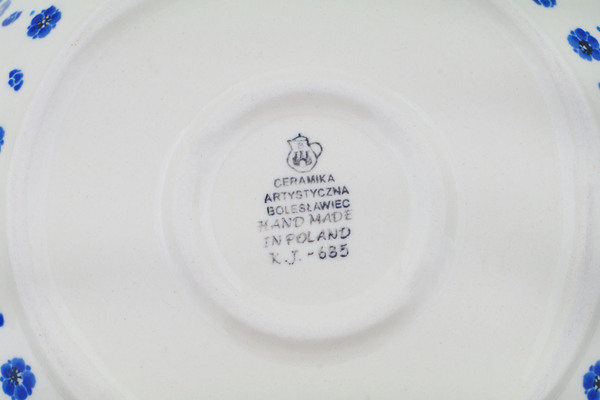 CERAMIKA
ARTYSTYCZNA
BOLESŁAWIEC
HAND MADE
IN POLAND
K.J. - 685